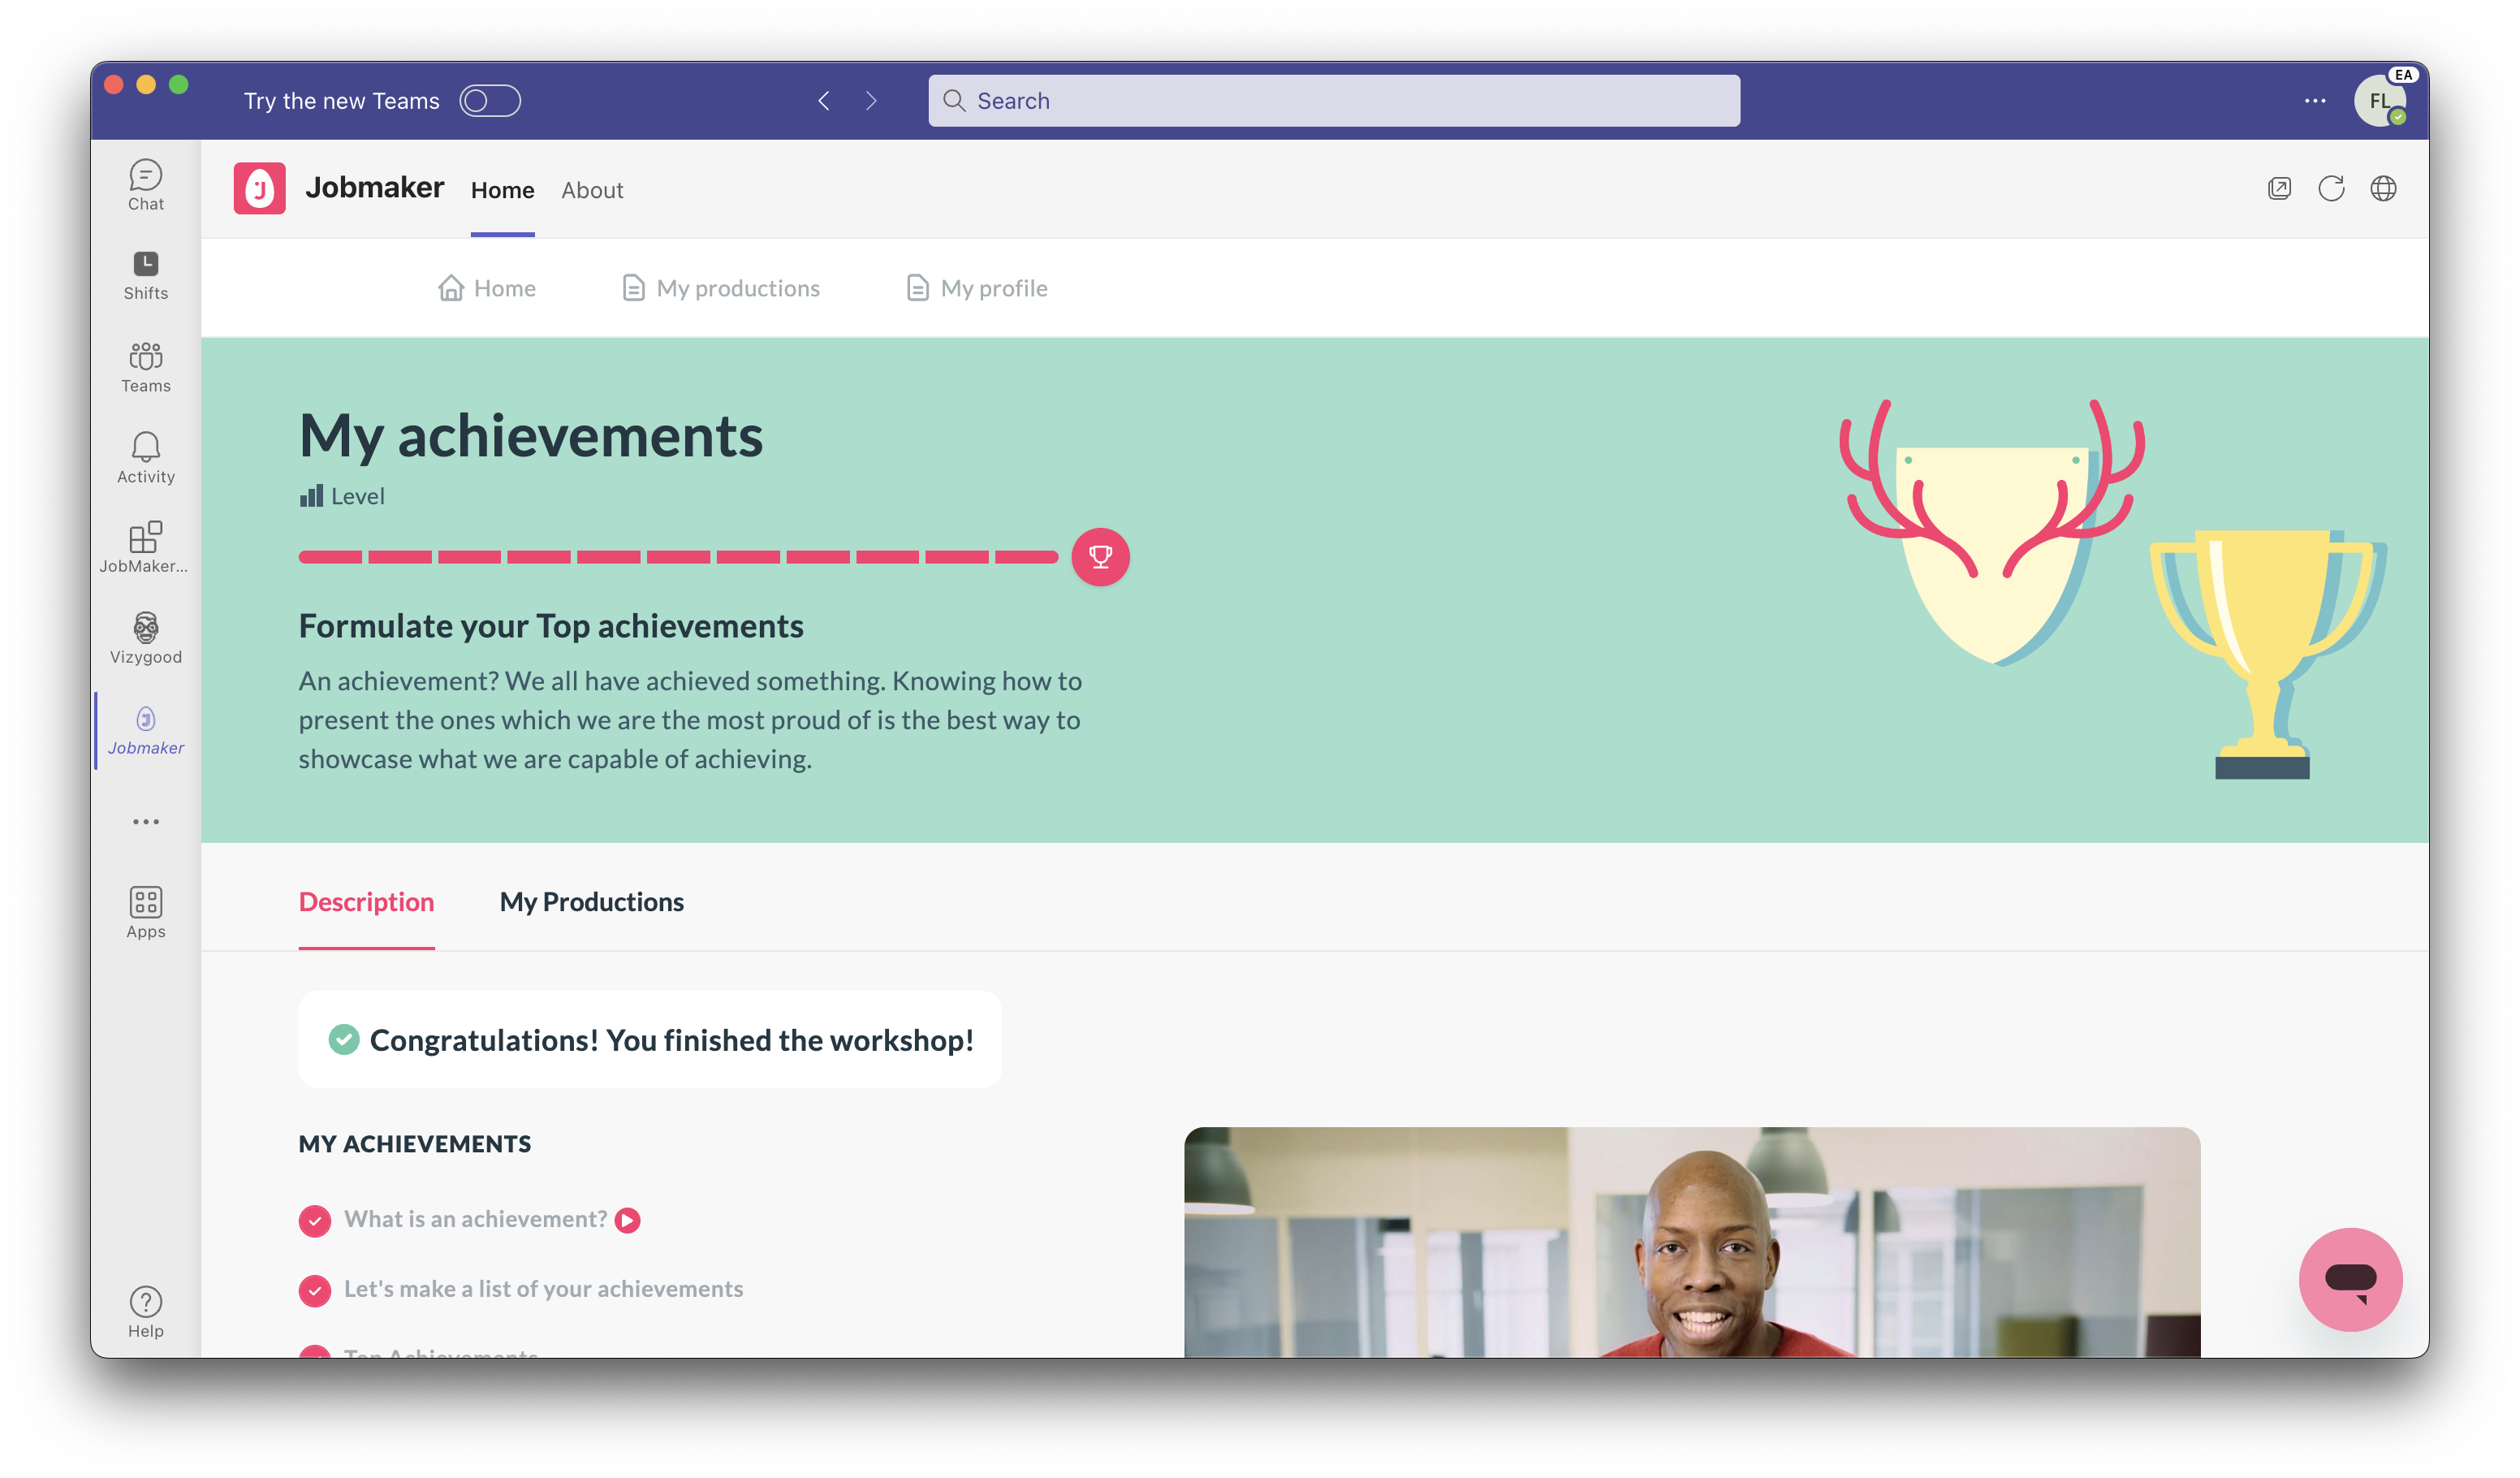 Try the new Teams
Search
EA
FL
Chat
Shifts
Teams
Activity
JobMaker...
Vizygood
Jobmaker
Apps
Help
J
Jobmaker
Home
About
Home
My productions
My profile
My achievements
Level
Formulate your Top achievements
An achievement? We all have achieved something. Knowing how to
present the ones which we are the most proud of is the best way to
showcase what we are capable of achieving.
Description
My Productions
Congratulations! You finished the workshop!
MY ACHIEVEMENTS
What is an achievement?
Let's make a list of your achievements
Top Achievements